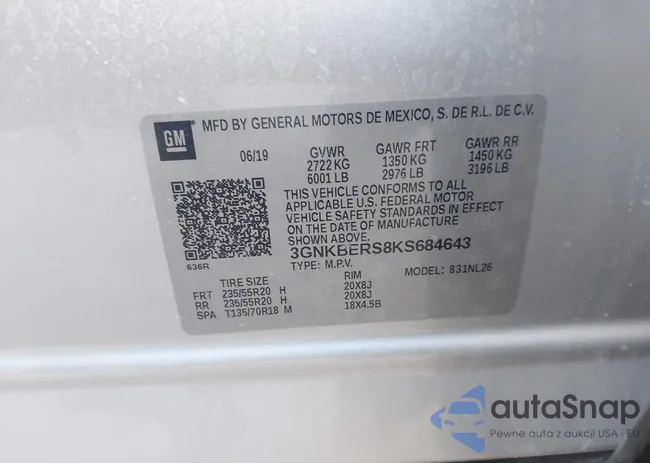 GM
MFD BY GENERAL MOTORS DE MEXICO, S. DE R.L. DE C.V.
06/19 GVWR GAWR FRT GAWR RR
2722 KG 1350 KG 1450 KG
6001 LB 2976 LB 3196 LB
THIS VEHICLE CONFORMS TO ALL
APPLICABLE U.S. FEDERAL MOTOR
VEHICLE SAFETY STANDARDS IN EFFECT
ON THE DATE OF MANUFACTURE
3GNKBERS8KS684643
636R
TYPE: M.P.V. MODEL: 831NL26
TIRE SIZE RIM
FRT 235/55R20 H 20X8J
RR 235/55R20 H 20X8J
SPA T135/70R18 M 18X4.5B
autaSnap
Pewne auta z aukcji USA i EU